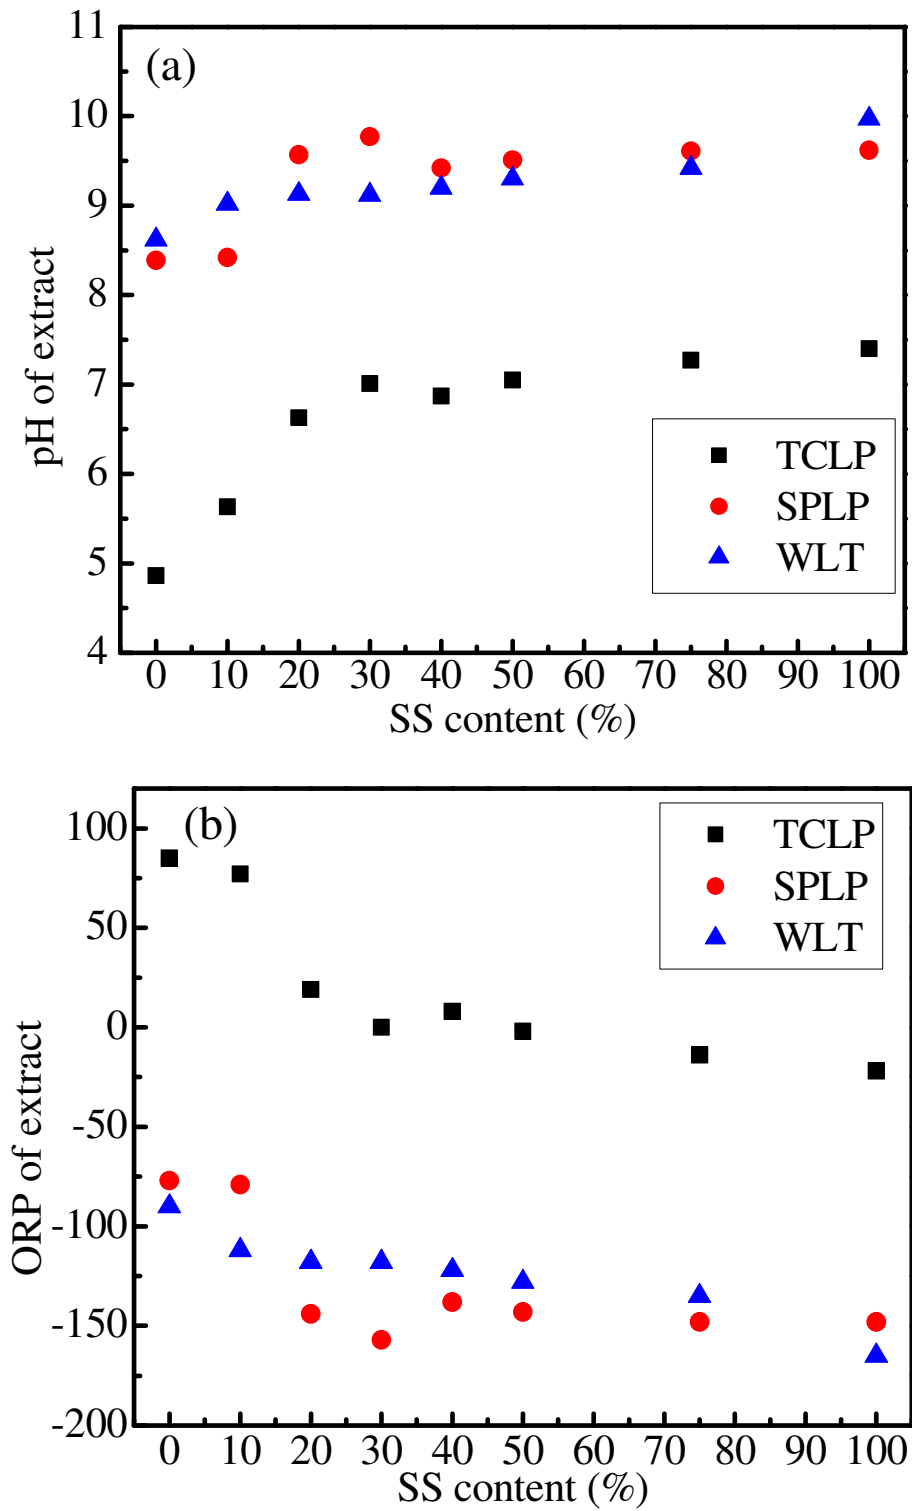 (a)
11
10
9
8
7
6
5
4
pH of extract
TCLP
SPLP
WLT
0 10 20 30 40 50 60 70 80 90 100
SS content (%)
(b)
100
50
0
-50
-100
-150
-200
ORP of extract
TCLP
SPLP
WLT
0 10 20 30 40 50 60 70 80 90 100
SS content (%)